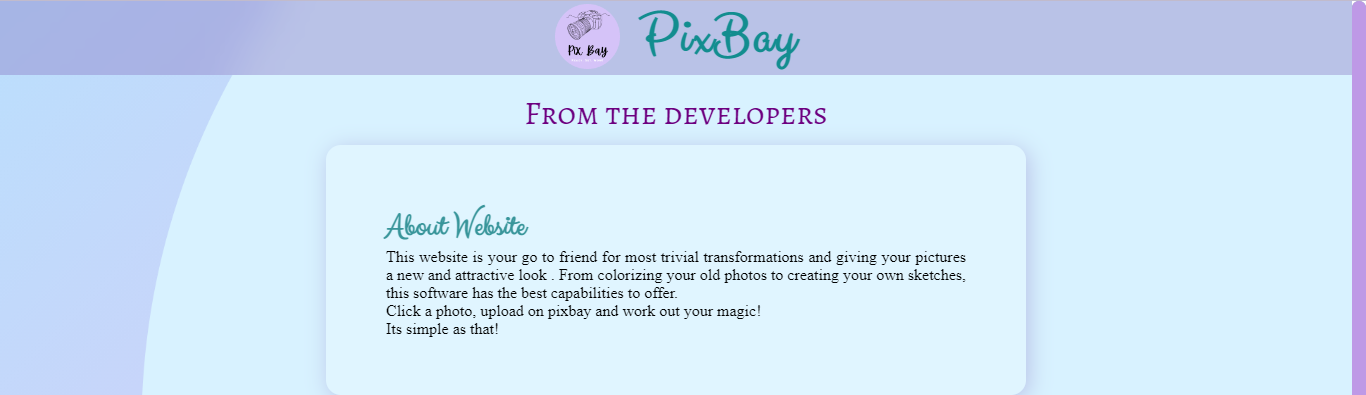 Pix Bay
PixBay
From the developers
About Website
This website is your go to friend for most trivial transformations and giving your pictures
a new and attractive look . From colorizing your old photos to creating your own sketches,
this software has the best capabilities to offer.
Click a photo, upload on pixbay and work out your magic!
Its simple as that!